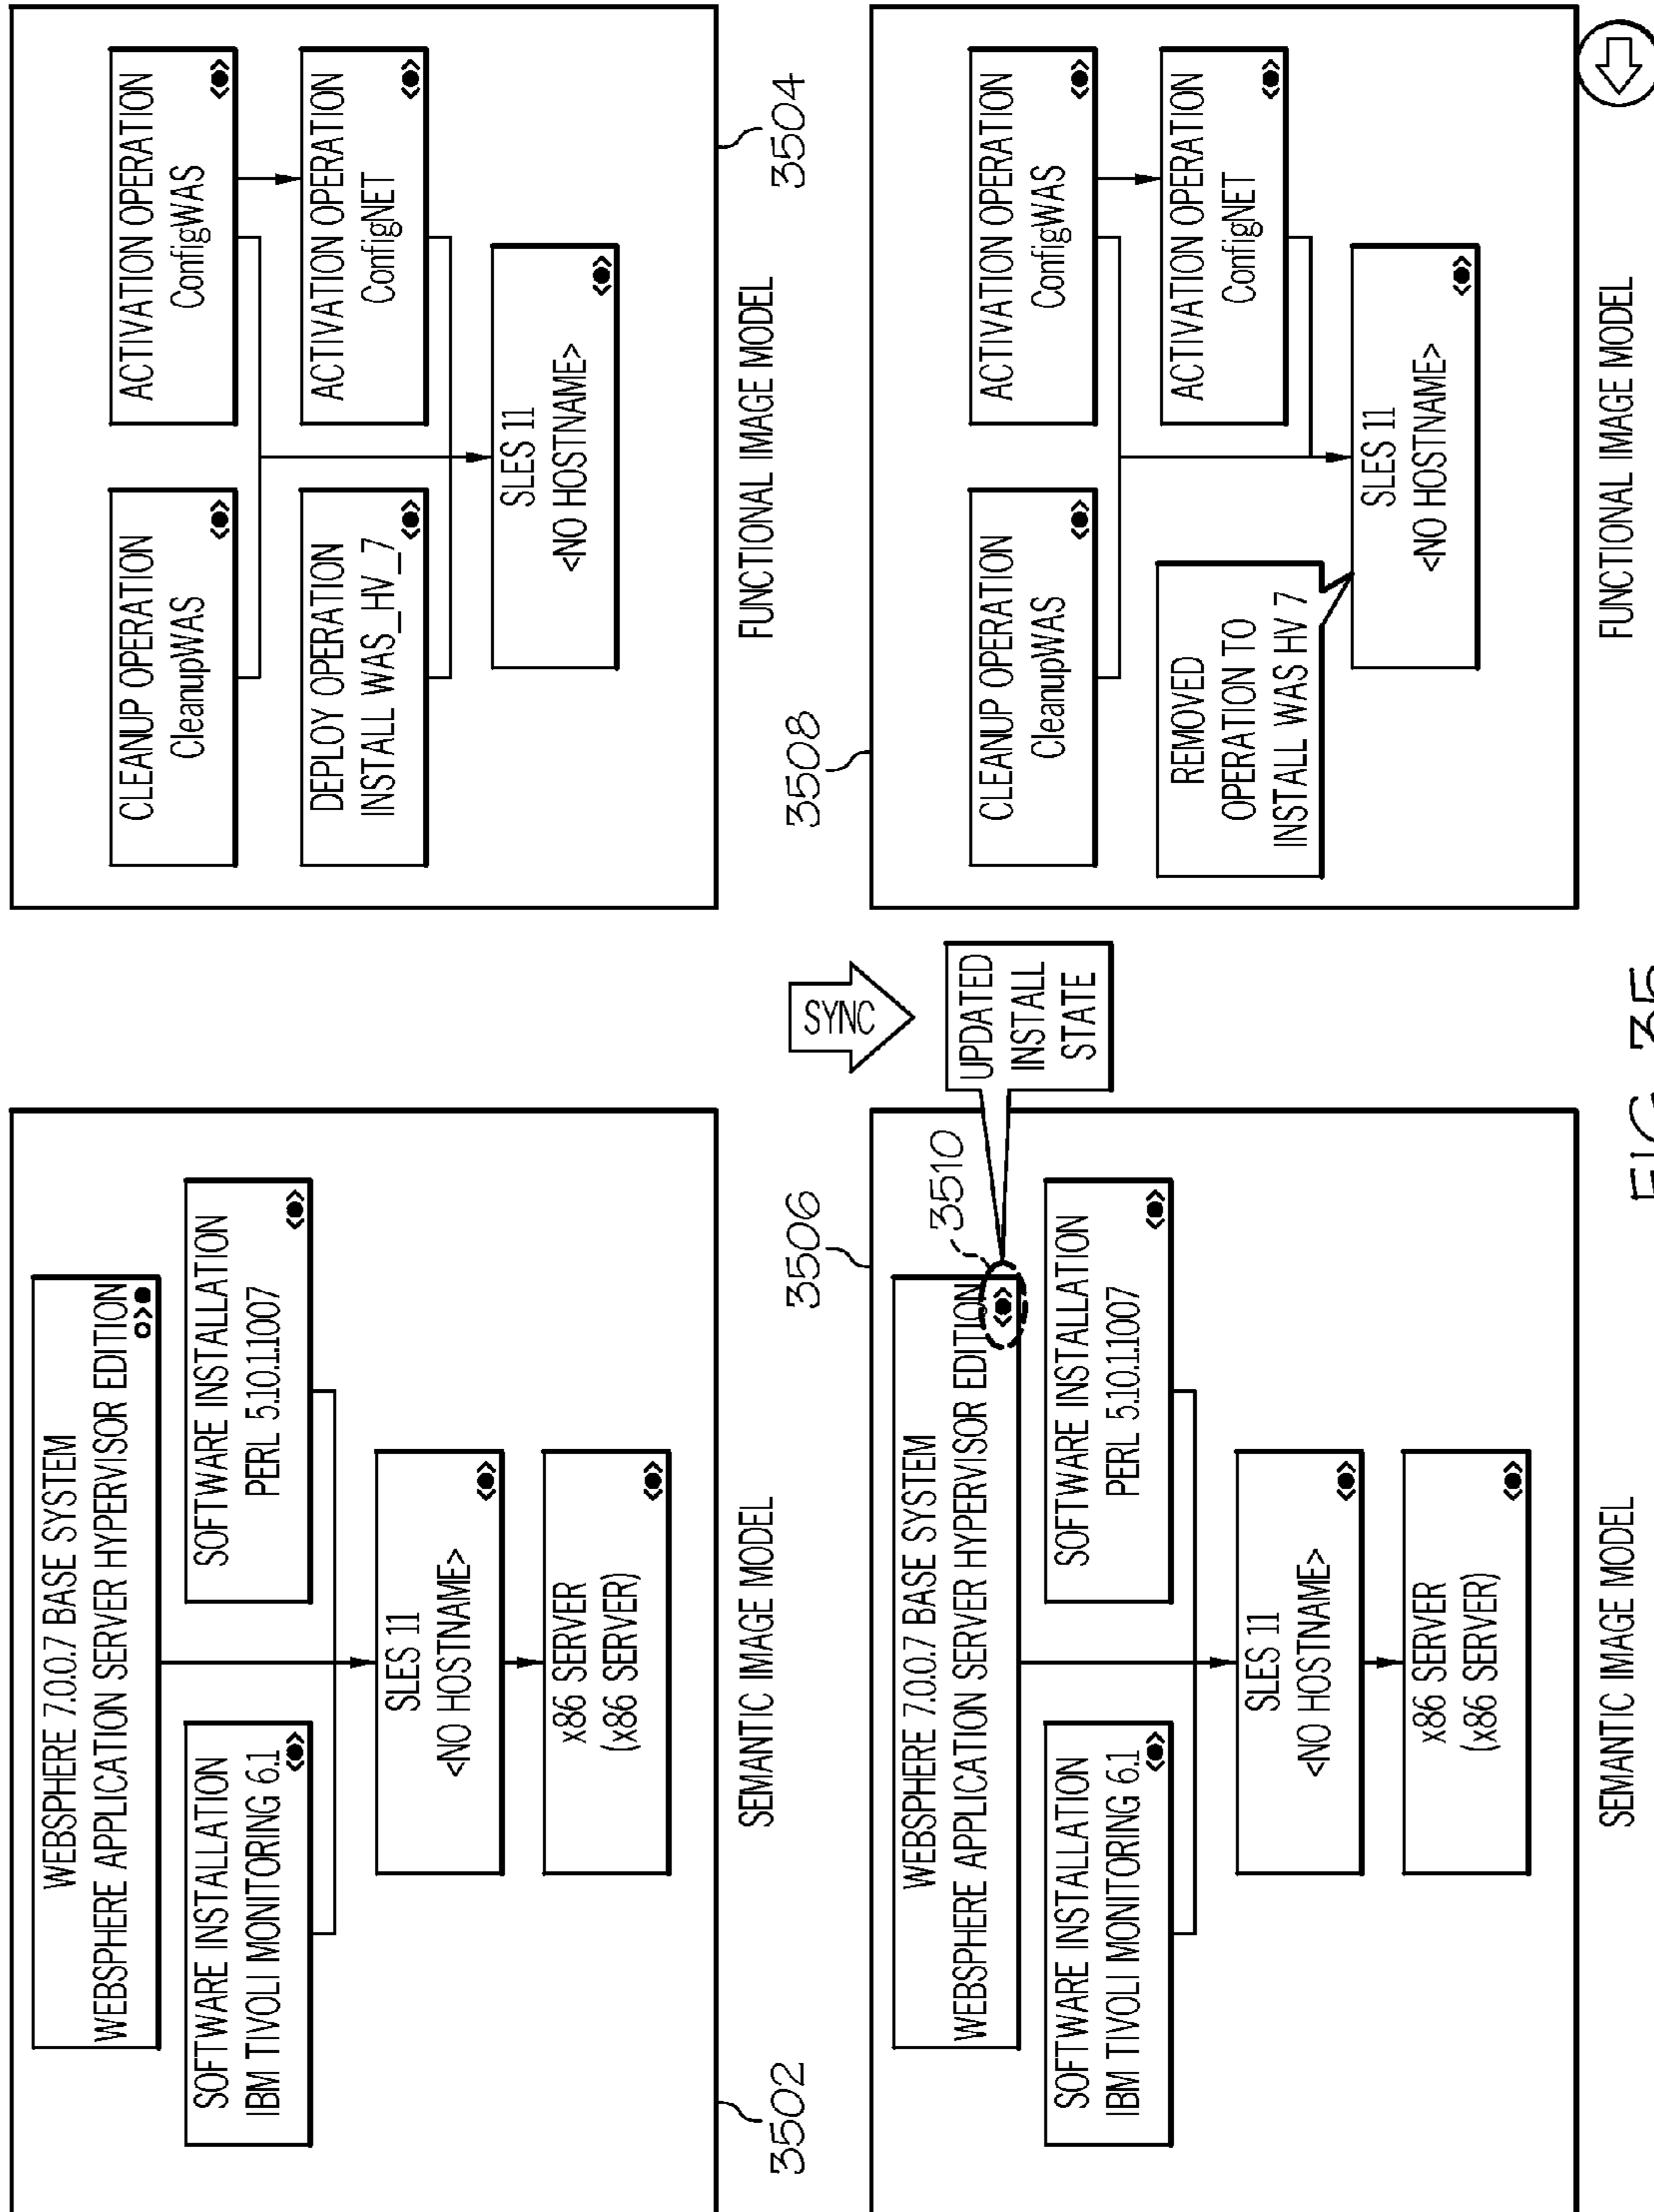 WEBSPHERE 7.0.0.7 BASE SYSTEM
WEBSPHERE APPLICATION SERVER HYPERVISOR EDITION
SOFTWARE INSTALLATION
IBM TIVOLI MONITORING 6.1
SOFTWARE INSTALLATION
PERL 5.10.1.1007
SLES 11
<NO HOSTNAME>
x86 SERVER
(x86 SERVER)
SEMANTIC IMAGE MODEL
3502
CLEANUP OPERATION
CleanupWAS
ACTIVATION OPERATION
ConfigWAS
DEPLOY OPERATION
INSTALL WAS_HV_7
ACTIVATION OPERATION
ConfigNET
SLES 11
<NO HOSTNAME>
FUNCTIONAL IMAGE MODEL
3504
SYNC
3506
WEBSPHERE 7.0.0.7 BASE SYSTEM
WEBSPHERE APPLICATION SERVER HYPERVISOR EDITION
3510
UPDATED
INSTALL
STATE
SOFTWARE INSTALLATION
IBM TIVOLI MONITORING 6.1
SOFTWARE INSTALLATION
PERL 5.10.1.1007
SLES 11
<NO HOSTNAME>
x86 SERVER
(x86 SERVER)
SEMANTIC IMAGE MODEL
3508
CLEANUP OPERATION
CleanupWAS
ACTIVATION OPERATION
ConfigWAS
REMOVED
OPERATION TO
INSTALL WAS HV 7
ACTIVATION OPERATION
ConfigNET
SLES 11
<NO HOSTNAME>
FUNCTIONAL IMAGE MODEL
FIG. 35